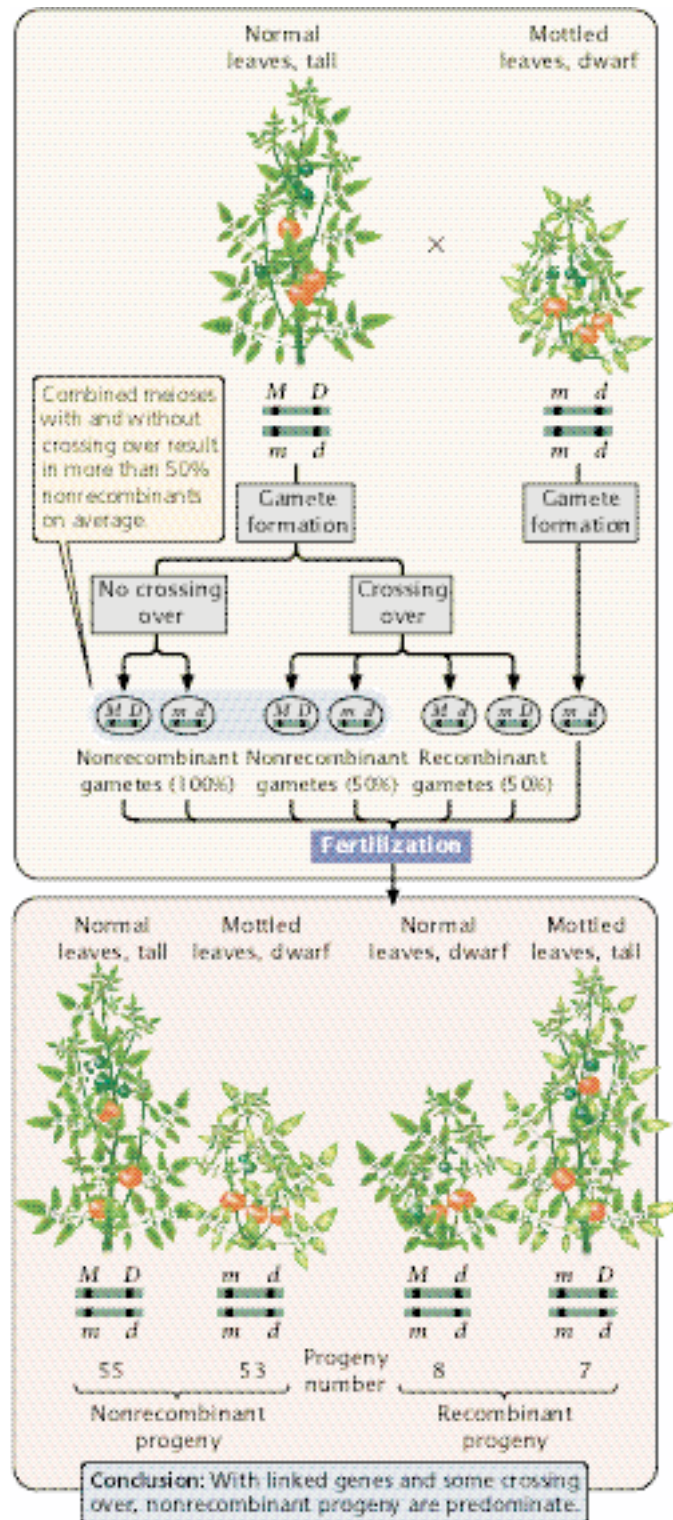 Normal
leaves, tall
Mottled
leaves, dwarf
×
M D
m d
m d
m d
Combined meioses
with and without
crossing over result
in more than 50%
nonrecombinants
on average.
Gamete
formation
Gamete
formation
No crossing
over
Crossing
over
M D
m d
M D
m d
M d
m D
m d
Nonrecombinant
gametes (100%)
Nonrecombinant
gametes (50%)
Recombinant
gametes (50%)
Fertilization
Normal
leaves, tall
Mottled
leaves, dwarf
Normal
leaves, dwarf
Mottled
leaves, tall
M D
m d
m d
m d
M d
m d
m D
m d
55
53
Progeny
number
8
7
Nonrecombinant
progeny
Recombinant
progeny
Conclusion: With linked genes and some crossing
over, nonrecombinant progeny are predominate.